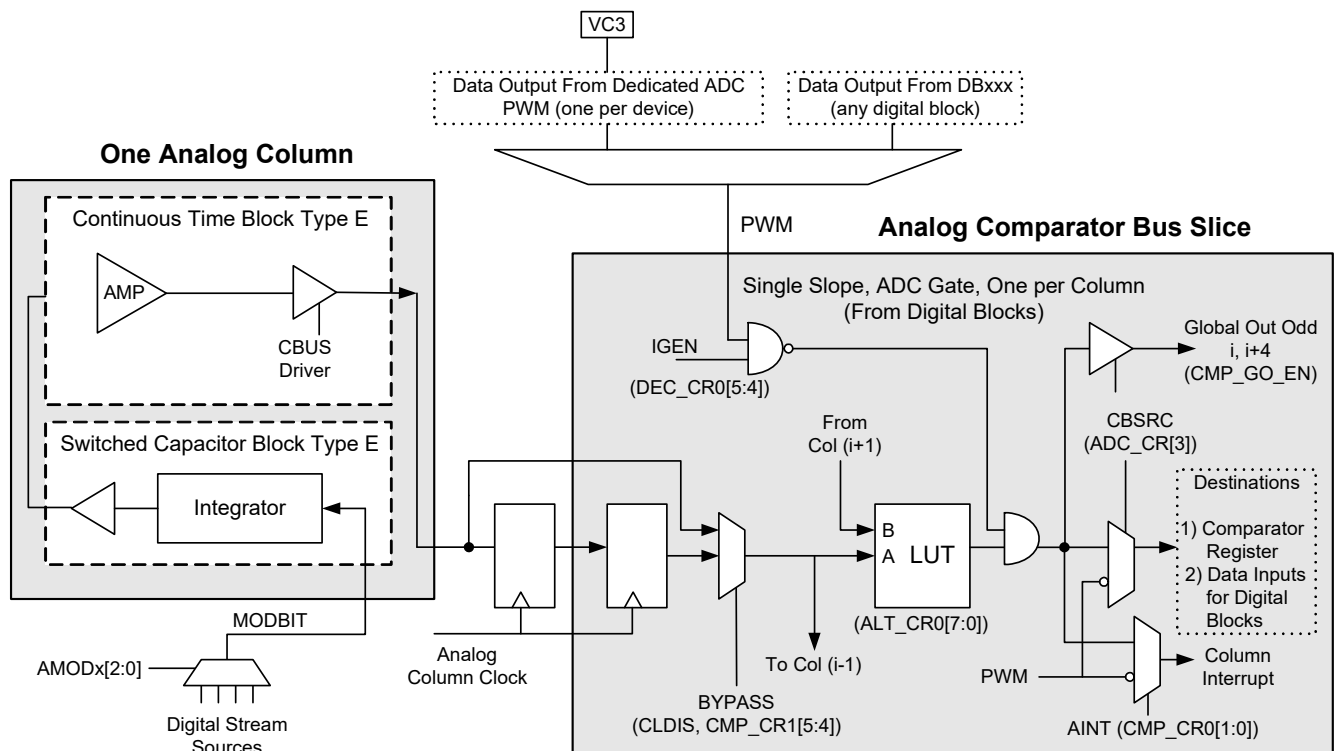 VC3
Data Output From Dedicated ADC
PWM (one per device)
Data Output From DBxxx
(any digital block)
One Analog Column
PWM
Analog Comparator Bus Slice
Continuous Time Block Type E
AMP
CBUS
Driver
Single Slope, ADC Gate, One per Column
(From Digital Blocks)
IGEN
(DEC_CR0[5:4])
Global Out Odd
i, i+4
(CMP_GO_EN)
From
Col (i+1)
CBSRC
(ADC_CR[3])
Switched Capacitor Block Type E
Integrator
Destinations
1) Comparator
Register
2) Data Inputs
for Digital
Blocks
B
A
LUT
(ALT_CR0[7:0])
MODBIT
AMODx[2:0]
Digital Stream
Sources
Analog
Column Clock
To Col (i-1)
BYPASS
(CLDIS, CMP_CR1[5:4])
PWM
Column
Interrupt
AINT (CMP_CR0[1:0])